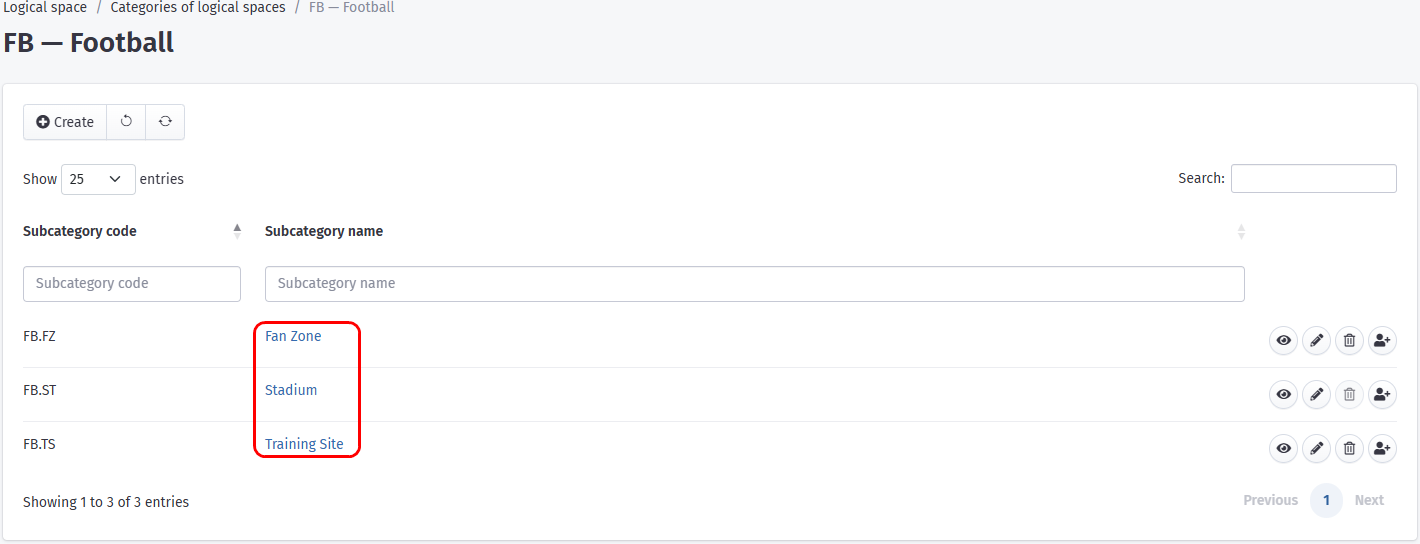 Logical space / Categories of logical spaces / FB — Football
FB — Football
Create
Show 25 entries
Search:
Subcategory code Subcategory name
Subcategory code Subcategory name
FB.FZ Fan Zone
FB.ST Stadium
FB.TS Training Site
Showing 1 to 3 of 3 entries
Previous 1 Next